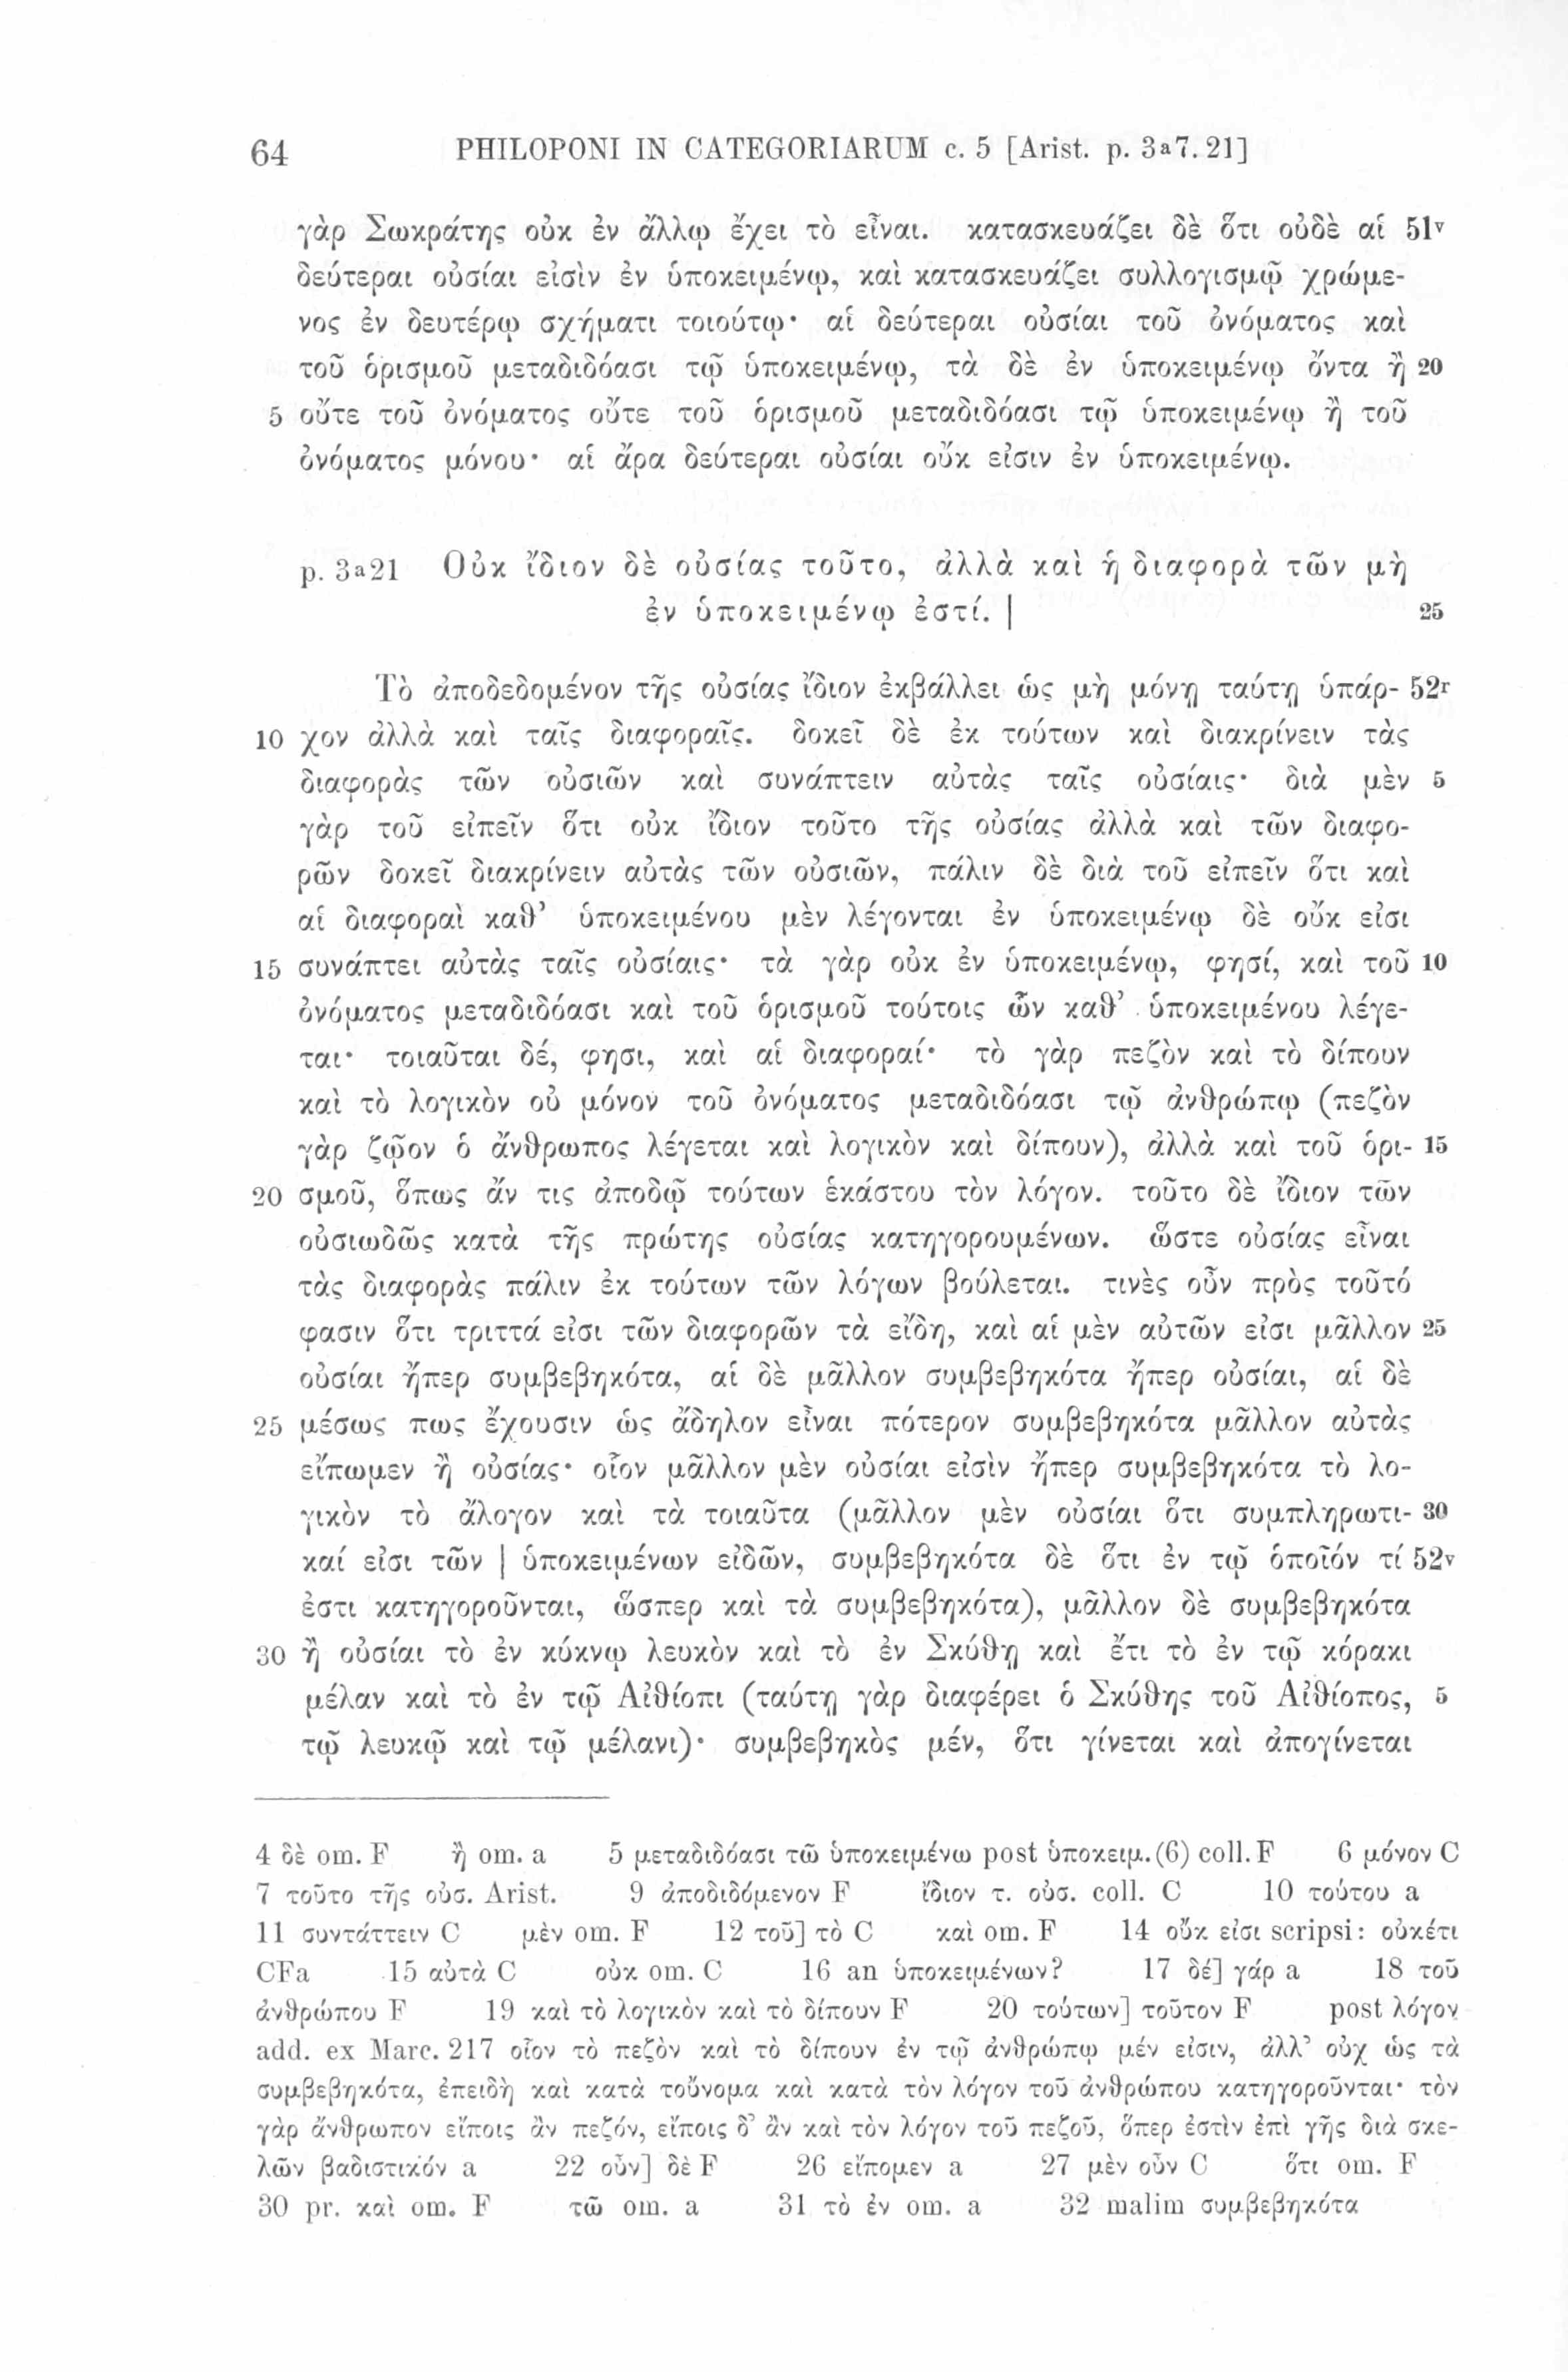 64 PHILOPONI IN CATEGORIARUM c. 5 [Arist. p. 3a7. 21]
γὰρ Σωκράτης οὐκ ἐν ἄλλῳ ἔχει τὸ εἶναι. κατασκευάζει δὲ ὅτι οὐδὲ αἱ 51v
δεύτεραι οὐσίαι εἰσὶν ἐν ὑποκειμένῳ, καὶ κατασκευάζει συλλογισμῷ χρώμε-
νος ἐν δευτέρῳ σχήματι τοιούτῳ· αἱ δεύτεραι οὐσίαι τοῦ ὀνόματος καὶ
τοῦ ὁρισμοῦ μεταδιδόασι τῷ ὑποκειμένῳ, τὰ δὲ ἐν ὑποκειμένῳ ὄντα ἢ 20
5 οὔτε τοῦ ὀνόματος οὔτε τοῦ ὁρισμοῦ μεταδιδόασι τῷ ὑποκειμένῳ ἢ τοῦ
ὀνόματος μόνου· αἱ ἄρα δεύτεραι οὐσίαι οὔκ εἰσιν ἐν ὑποκειμένῳ.
p. 3a21 Οὐκ ἴδιον δὲ οὐσίας τοῦτο, ἀλλὰ καὶ ἡ διαφορὰ τῶν μὴ
ἐν ὑποκειμένῳ ἐστί. | 25
Τὸ ἀποδεδομένον τῆς οὐσίας ἴδιον ἐκβάλλει ὡς μὴ μόνῃ ταύτῃ ὑπάρ- 52r
10 χον ἀλλὰ καὶ ταῖς διαφοραῖς. δοκεῖ δὲ ἐκ τούτων καὶ διακρίνειν τὰς
διαφορὰς τῶν οὐσιῶν καὶ συνάπτειν αὐτὰς ταῖς οὐσίαις· διὰ μὲν 5
γὰρ τοῦ εἰπεῖν ὅτι οὐκ ἴδιον τοῦτο τῆς οὐσίας ἀλλὰ καὶ τῶν διαφο-
ρῶν δοκεῖ διακρίνειν αὐτὰς τῶν οὐσιῶν, πάλιν δὲ διὰ τοῦ εἰπεῖν ὅτι καὶ
αἱ διαφοραὶ καθ’ ὑποκειμένου μὲν λέγονται ἐν ὑποκειμένῳ δὲ οὔκ εἰσι
15 συνάπτει αὐτὰς ταῖς οὐσίαις· τὰ γὰρ οὐκ ἐν ὑποκειμένῳ, φησί, καὶ τοῦ 10
ὀνόματος μεταδιδόασι καὶ τοῦ ὁρισμοῦ τούτοις ὧν καθ’ ὑποκειμένου λέγε-
ται· τοιαῦται δέ, φησι, καὶ αἱ διαφοραί· τὸ γὰρ πεζὸν καὶ τὸ δίπουν
καὶ τὸ λογικὸν οὐ μόνον τοῦ ὀνόματος μεταδιδόασι τῷ ἀνθρώπῳ (πεζὸν
γὰρ ζῷον ὁ ἄνθρωπος λέγεται καὶ λογικὸν καὶ δίπουν), ἀλλὰ καὶ τοῦ ὁρι- 15
20 σμοῦ, ὅπως ἄν τις ἀποδῷ τούτων ἑκάστου τὸν λόγον. τοῦτο δὲ ἴδιον τῶν
οὐσιωδῶς κατὰ τῆς πρώτης οὐσίας κατηγορουμένων. ὥστε οὐσίας εἶναι
τὰς διαφορὰς πάλιν ἐκ τούτων τῶν λόγων βούλεται. τινὲς οὖν πρὸς τοῦτό
φασιν ὅτι τριττά εἰσι τῶν διαφορῶν τὰ εἴδη, καὶ αἱ μὲν αὐτῶν εἰσι μᾶλλον 25
οὐσίαι ἤπερ συμβεβηκότα, αἱ δὲ μᾶλλον συμβεβηκότα ἤπερ οὐσίαι, αἱ δὲ
25 μέσως πως ἔχουσιν ὡς ἄδηλον εἶναι πότερον συμβεβηκότα μᾶλλον αὐτὰς
εἴπωμεν ἢ οὐσίας· οἷον μᾶλλον μὲν οὐσίαι εἰσὶν ἤπερ συμβεβηκότα τὸ λο-
γικὸν τὸ ἄλογον καὶ τὰ τοιαῦτα (μᾶλλον μὲν οὐσίαι ὅτι συμπληρωτι- 30
καί εἰσι τῶν | ὑποκειμένων εἰδῶν, συμβεβηκότα δὲ ὅτι ἐν τῷ ὁποῖόν τί 52v
ἐστι κατηγοροῦνται, ὥσπερ καὶ τὰ συμβεβηκότα), μᾶλλον δὲ συμβεβηκότα
30 ἢ οὐσίαι τὸ ἐν κύκνῳ λευκὸν καὶ τὸ ἐν Σκύθῃ καὶ ἔτι τὸ ἐν τῷ κόρακι
μέλαν καὶ τὸ ἐν τῷ Αἰθίοπι (ταύτῃ γὰρ διαφέρει ὁ Σκύθης τοῦ Αἰθίοπος, 5
τῷ λευκῷ καὶ τῷ μέλανι)· συμβεβηκὸς μέν, ὅτι γίνεται καὶ ἀπογίνεται
4 δὲ om. F ἢ om. a 5 μεταδιδόασι τῶ ὑποκειμένω post ὑποκειμ. (6) coll. F 6 μόνον C
7 τοῦτο τῆς οὐσ. Arist. 9 ἀποδιδόμενον F ἴδιον τ. οὐσ. coll. C 10 τούτου a
11 συντάττειν C μὲν om. F 12 τοῦ] τὸ C καὶ om. F 14 οὔκ εἰσι scripsi: οὐκέτι
CFa 15 αὐτὰ C οὐκ om. C 16 an ὑποκειμένων? 17 δέ] γάρ a 18 τοῦ
ἀνθρώπου F 19 καὶ τὸ λογικὸν καὶ τὸ δίπουν F 20 τούτων] τοῦτον F post λόγον
add. ex Marc. 217 οἷον τὸ πεζὸν καὶ τὸ δίπουν ἐν τῷ ἀνθρώπῳ μέν εἰσιν, ἀλλ’ οὐχ ὡς τὰ
συμβεβηκότα, ἐπειδὴ καὶ κατὰ τοὔνομα καὶ κατὰ τὸν λόγον τοῦ ἀνθρώπου κατηγοροῦνται· τὸν
γὰρ ἄνθρωπον εἴποις ἂν πεζόν, εἴποις δ’ ἂν καὶ τὸν λόγον τοῦ πεζοῦ, ὅπερ ἐστὶν ἐπὶ γῆς διὰ σκε-
λῶν βαδιστικόν a 22 οὖν] δὲ F 26 εἴπομεν a 27 μὲν οὖν C ὅτι om. F
30 pr. καὶ om. F τῶ om. a 31 τὸ ἐν om. a 32 malim συμβεβηκότα